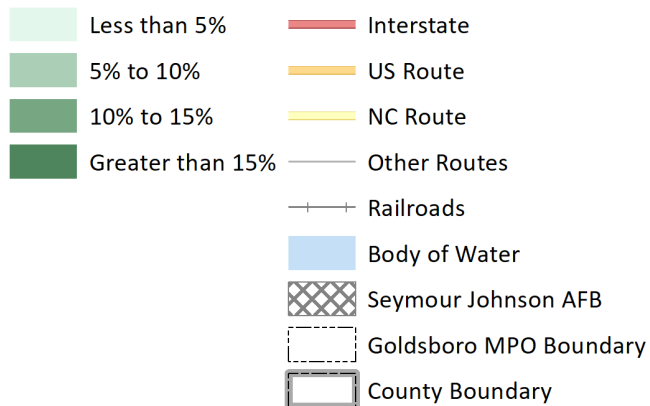 Less than 5%
5% to 10%
10% to 15%
Greater than 15%
Interstate
US Route
NC Route
Other Routes
Railroads
Body of Water
Seymour Johnson AFB
Goldsboro MPO Boundary
County Boundary